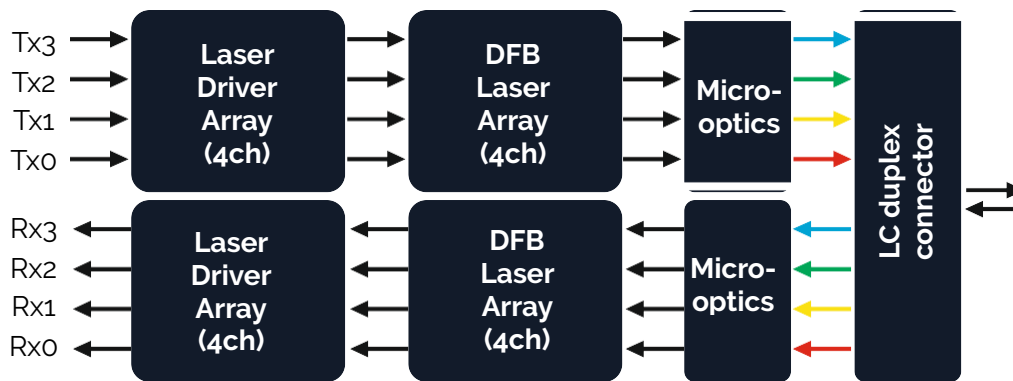 Tx3
Tx2
Tx1
Tx0
Laser
Driver
Array
(4ch)
DFB
Laser
Array
(4ch)
Micro-
optics
LC duplex
connector
Rx3
Rx2
Rx1
Rx0
Laser
Driver
Array
(4ch)
DFB
Laser
Array
(4ch)
Micro-
optics